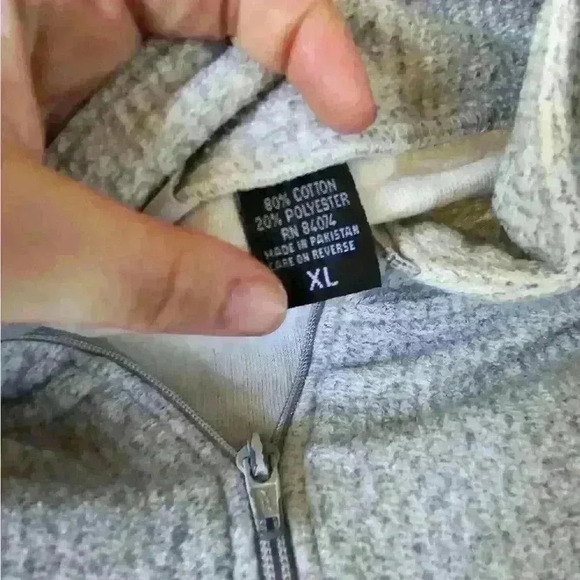 80% COTTON
20% POLYESTER
RN 84074
MADE IN PAKISTAN
CARE ON REVERSE
XL